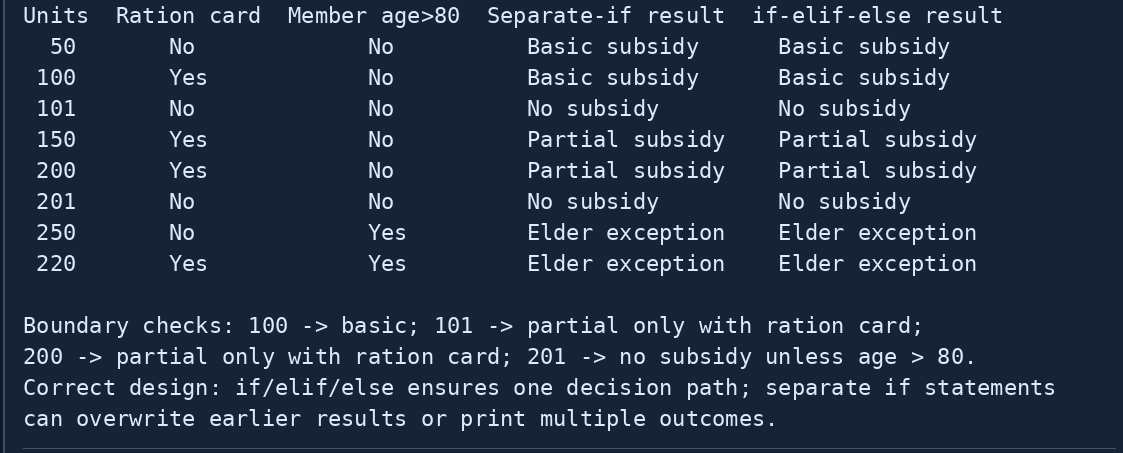 Units  Ration card  Member age>80  Separate-if result  if-elif-else result
50 No No Basic subsidy Basic subsidy
100 Yes No Basic subsidy Basic subsidy
101 No No No subsidy No subsidy
150 Yes No Partial subsidy Partial subsidy
200 Yes No Partial subsidy Partial subsidy
201 No No No subsidy No subsidy
250 No Yes Elder exception Elder exception
220 Yes Yes Elder exception Elder exception
Boundary checks: 100 -> basic; 101 -> partial only with ration card;
200 -> partial only with ration card; 201 -> no subsidy unless age > 80.
Correct design: if/elif/else ensures one decision path; separate if statements
can overwrite earlier results or print multiple outcomes.